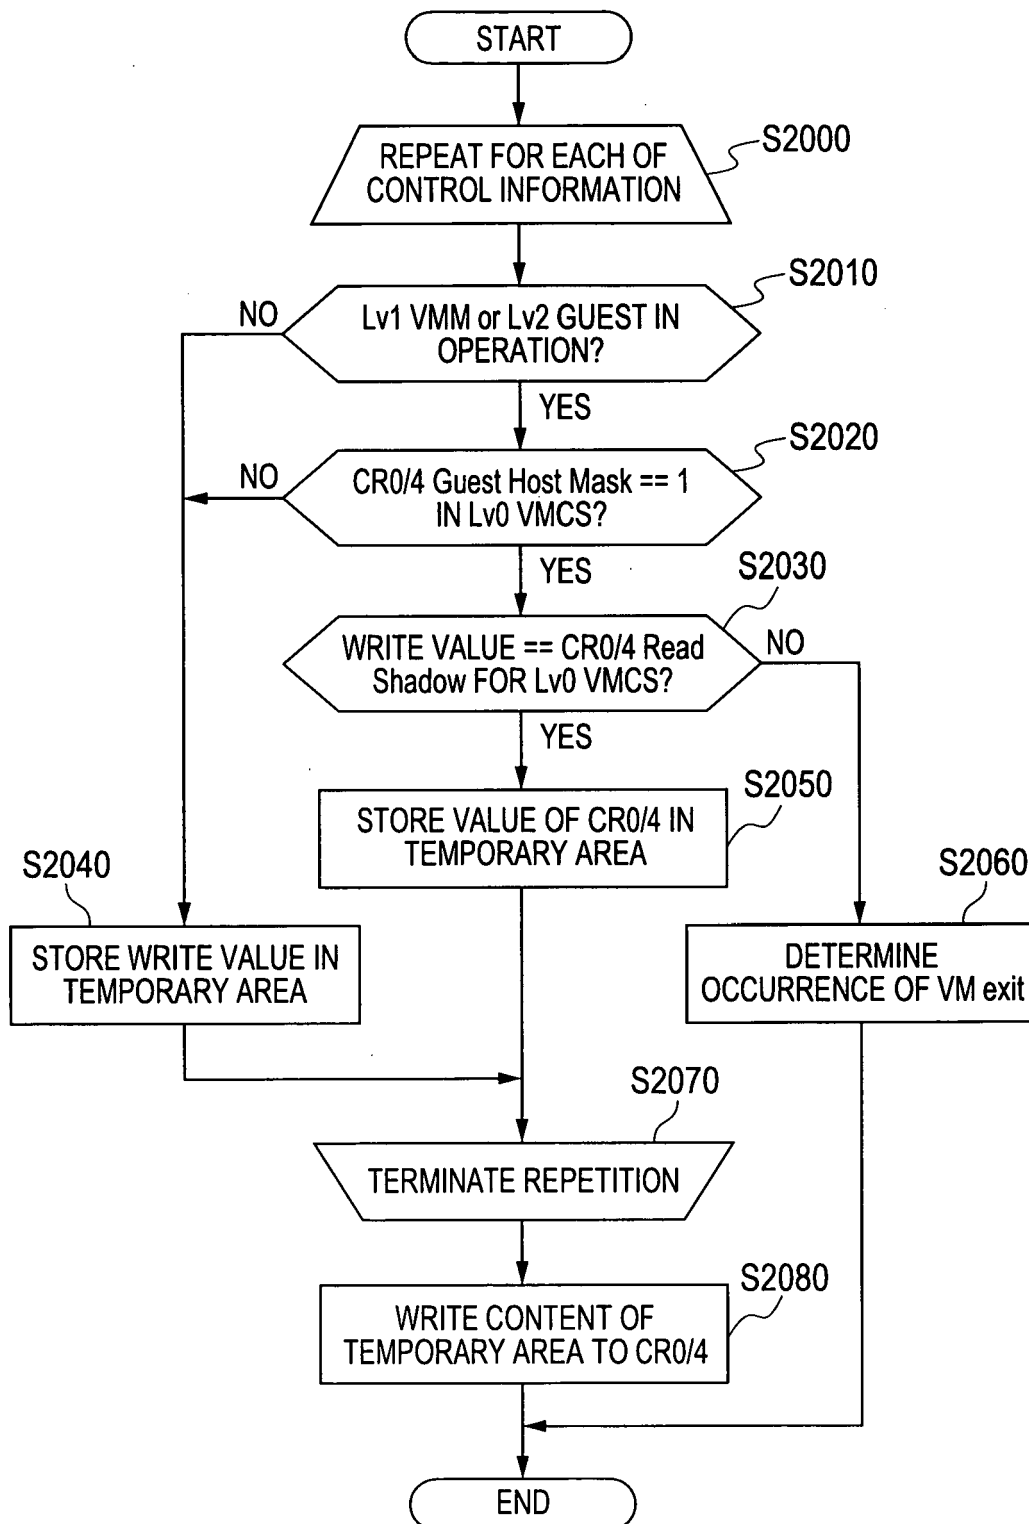 START
REPEAT FOR EACH OF
CONTROL INFORMATION
S2000
S2010
NO
Lv1 VMM or Lv2 GUEST IN
OPERATION?
YES
S2020
NO
CR0/4 Guest Host Mask == 1
IN Lv0 VMCS?
YES
S2030
WRITE VALUE == CR0/4 Read
Shadow FOR Lv0 VMCS?
NO
YES
S2050
STORE VALUE OF CR0/4 IN
TEMPORARY AREA
S2040
STORE WRITE VALUE IN
TEMPORARY AREA
S2060
DETERMINE
OCCURRENCE OF VM exit
S2070
TERMINATE REPETITION
S2080
WRITE CONTENT OF
TEMPORARY AREA TO CR0/4
END